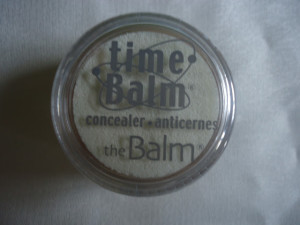 time
Balm®
concealer • anticernes
theBalm®